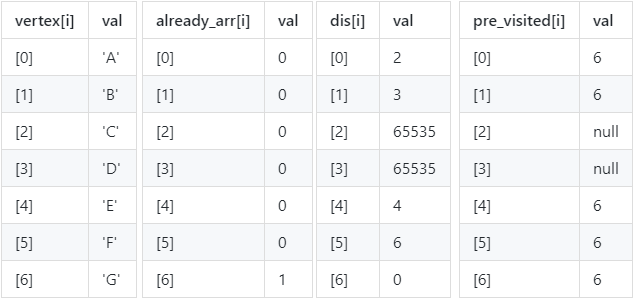 vertex[i] val already_arr[i] val dis[i] val pre_visited[i] val
[0] 'A' [0] 0 [0] 2 [0] 6
[1] 'B' [1] 0 [1] 3 [1] 6
[2] 'C' [2] 0 [2] 65535 [2] null
[3] 'D' [3] 0 [3] 65535 [3] null
[4] 'E' [4] 0 [4] 4 [4] 6
[5] 'F' [5] 0 [5] 6 [5] 6
[6] 'G' [6] 1 [6] 0 [6] 6